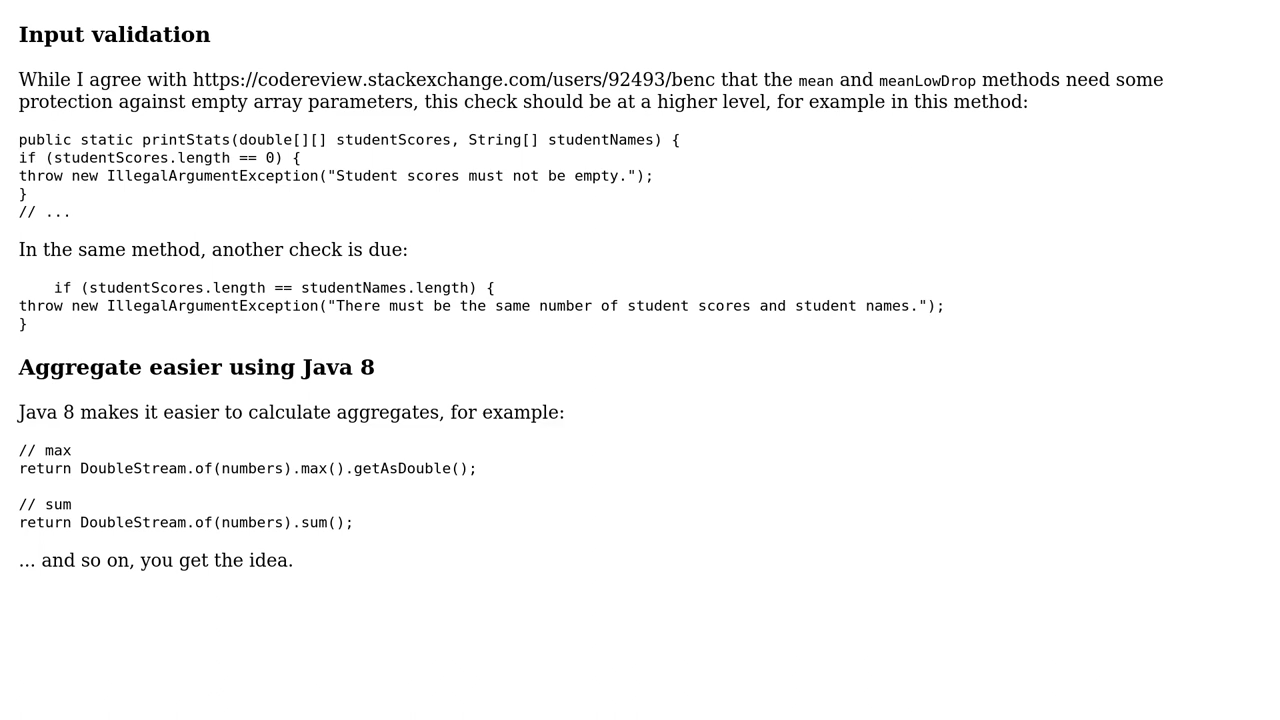 Input validation
While I agree with https://codereview.stackexchange.com/users/92493/benc that the mean and meanLowDrop methods need some
protection against empty array parameters, this check should be at a higher level, for example in this method:
public static printStats(double[][] studentScores, String[] studentNames) {
if (studentScores.length == 0) {
throw new IllegalArgumentException("Student scores must not be empty.");
}
// ...
In the same method, another check is due:
    if (studentScores.length == studentNames.length) {
throw new IllegalArgumentException("There must be the same number of student scores and student names.");
}
Aggregate easier using Java 8
Java 8 makes it easier to calculate aggregates, for example:
// max
return DoubleStream.of(numbers).max().getAsDouble();
// sum
return DoubleStream.of(numbers).sum();
... and so on, you get the idea.